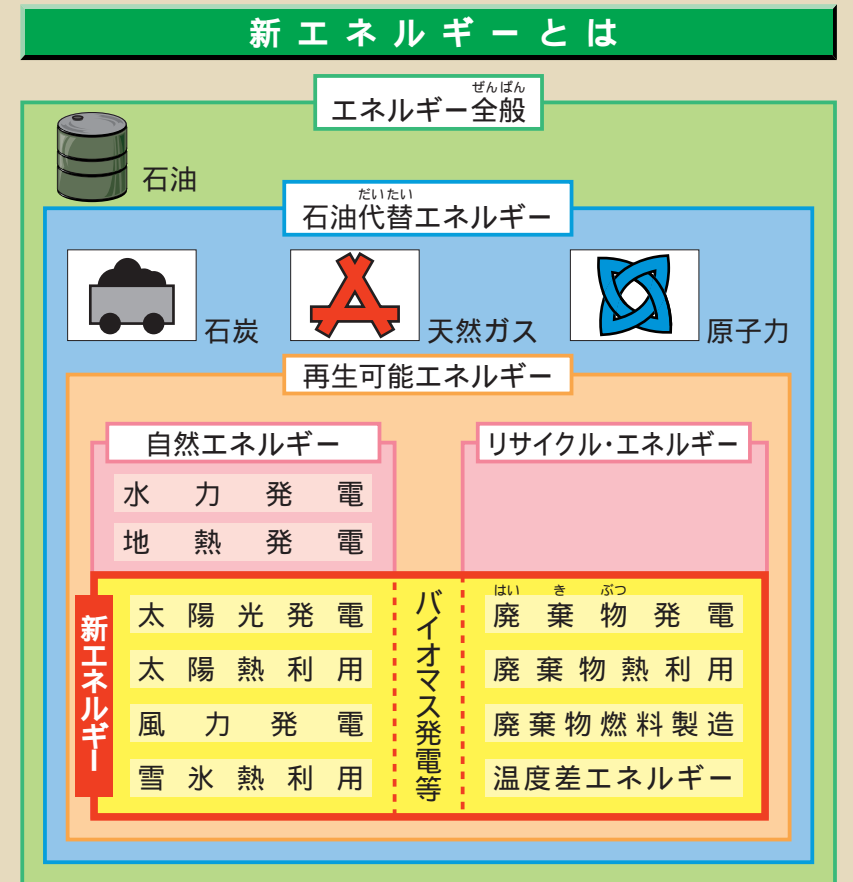 新エネルギーとは
ぜんぱん
エネルギー全般
石油
だいたい
石油代替エネルギー
石炭
天然ガス
原子力
再生可能エネルギー
自然エネルギー
水力発電
地熱発電
リサイクル・エネルギー
新エネルギー
太陽光発電
太陽熱利用
風力発電
雪氷熱利用
バイオマス発電等
はいきぶつ
廃棄物発電
廃棄物熱利用
廃棄物燃料製造
温度差エネルギー